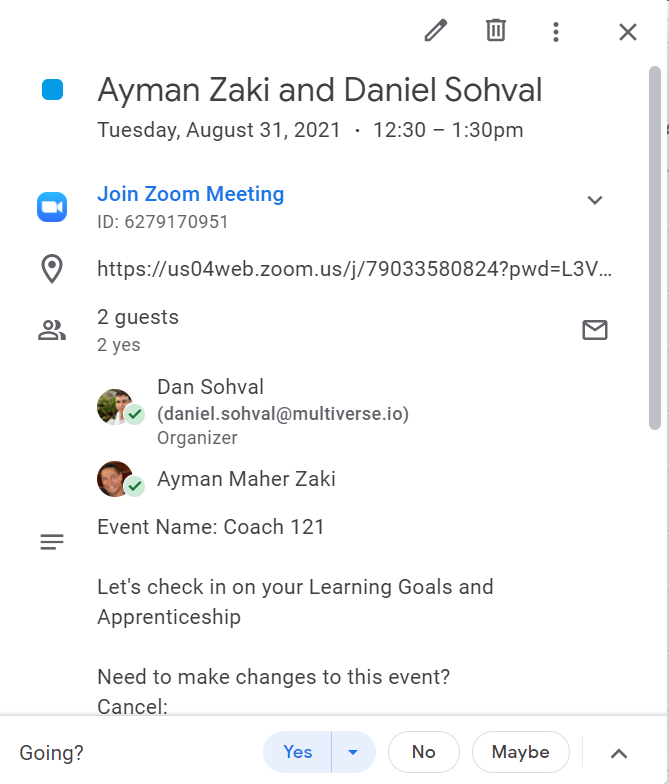 Ayman Zaki and Daniel Sohval
Tuesday, August 31, 2021 · 12:30 – 1:30pm
Join Zoom Meeting
ID: 6279170951
https://us04web.zoom.us/j/79033580824?pwd=L3V...
2 guests
2 yes
Dan Sohval
(daniel.sohval@multiverse.io)
Organizer
Ayman Maher Zaki
Event Name: Coach 121
Let's check in on your Learning Goals and
Apprenticeship
Need to make changes to this event?
Cancel:
Going?
Yes
No
Maybe